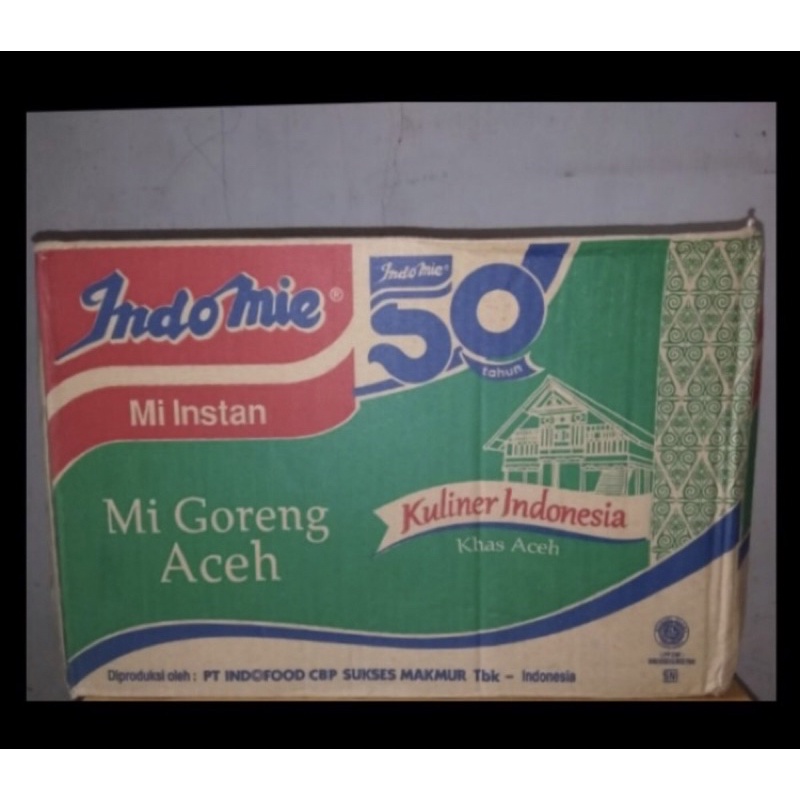 Indomie®
Mi Instan
Indomie®
50
tahun
Mi Goreng
Aceh
Kuliner Indonesia
Khas Aceh
Diproduksi oleh : PT INDOFOOD CBP SUKSES MAKMUR Tbk – Indonesia